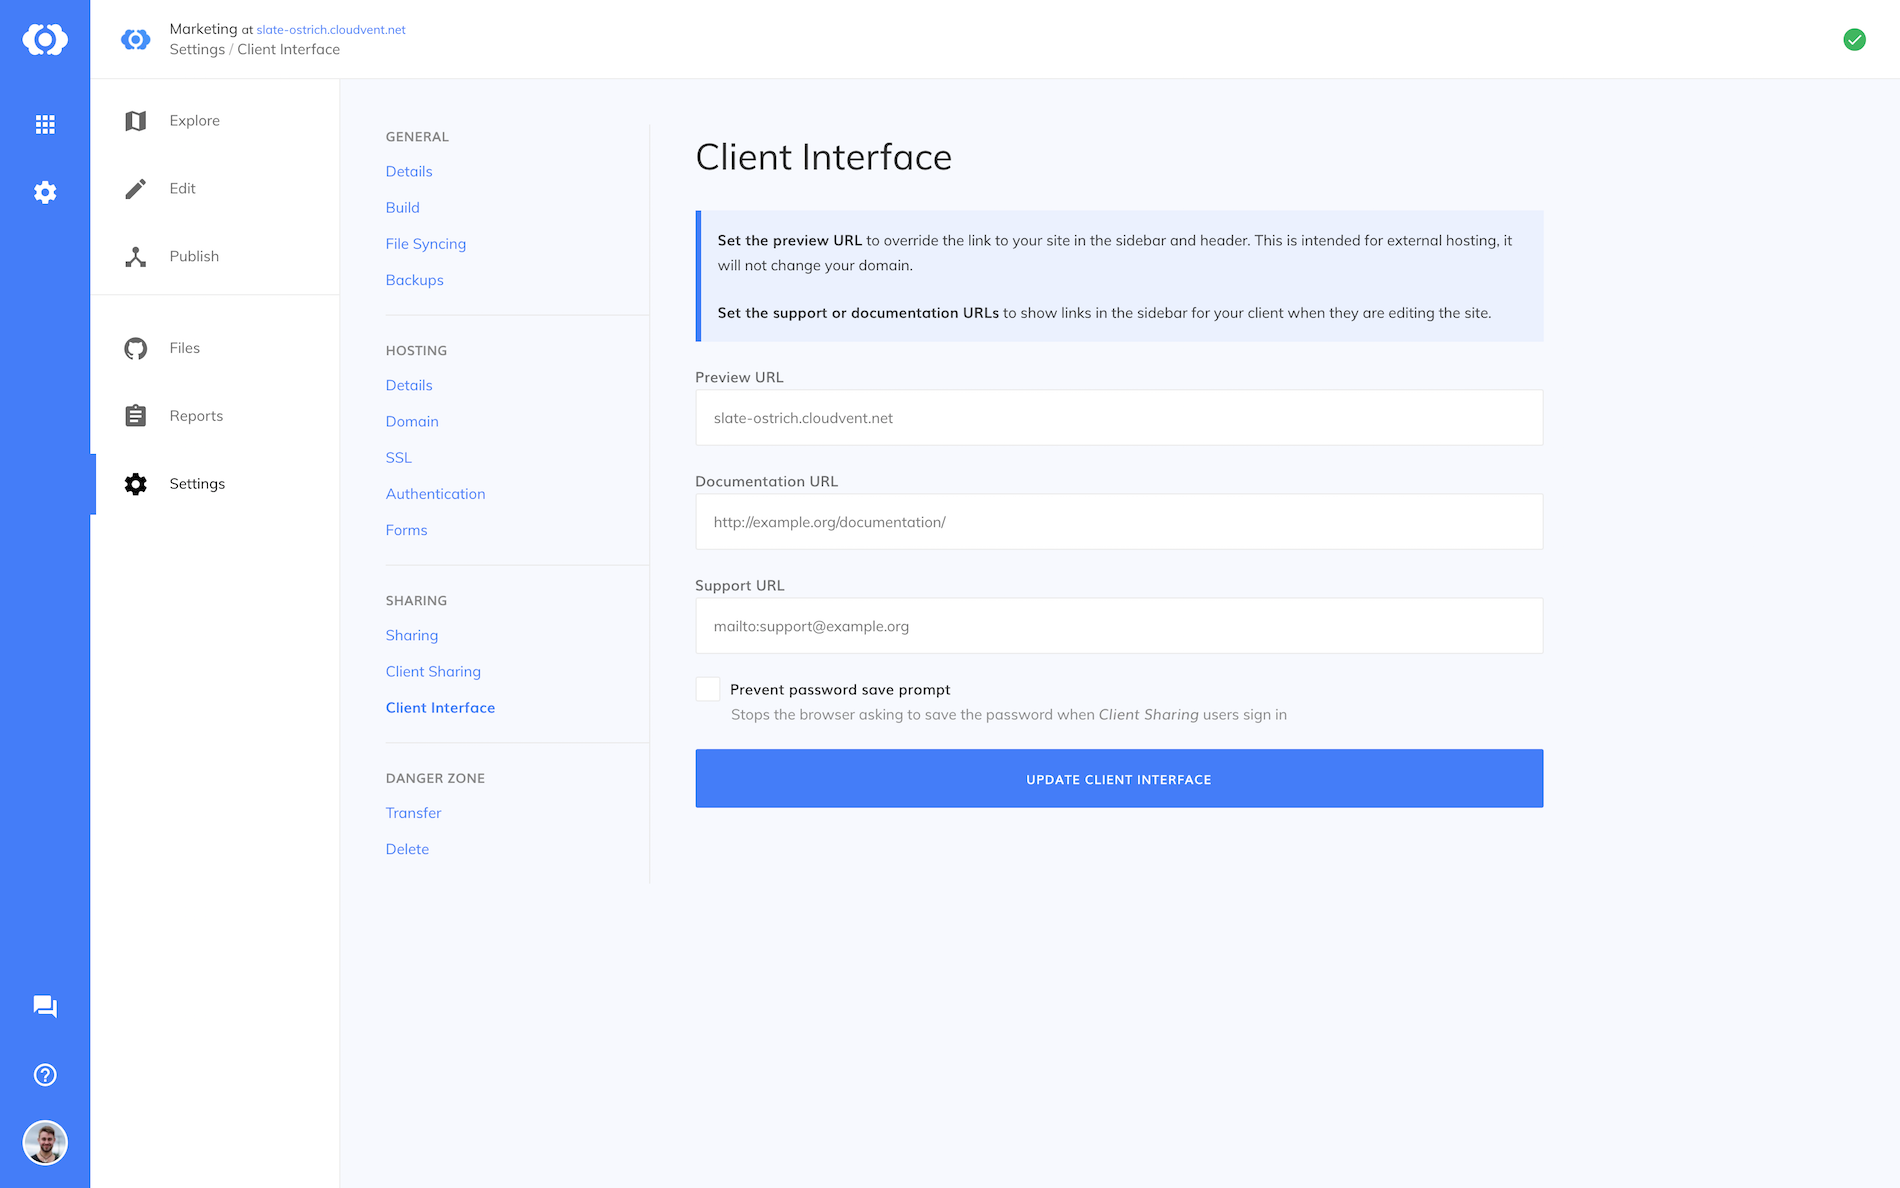 Marketing at slate-ostrich.cloudvent.net
Settings / Client Interface
Explore
Edit
Publish
Files
Reports
Settings
GENERAL
Details
Build
File Syncing
Backups
HOSTING
Details
Domain
SSL
Authentication
Forms
SHARING
Sharing
Client Sharing
Client Interface
DANGER ZONE
Transfer
Delete
Client Interface
Set the preview URL to override the link to your site in the sidebar and header. This is intended for external hosting, it
will not change your domain.
Set the support or documentation URLs to show links in the sidebar for your client when they are editing the site.
Preview URL
slate-ostrich.cloudvent.net
Documentation URL
http://example.org/documentation/
Support URL
mailto:support@example.org
Prevent password save prompt
Stops the browser asking to save the password when Client Sharing users sign in
UPDATE CLIENT INTERFACE